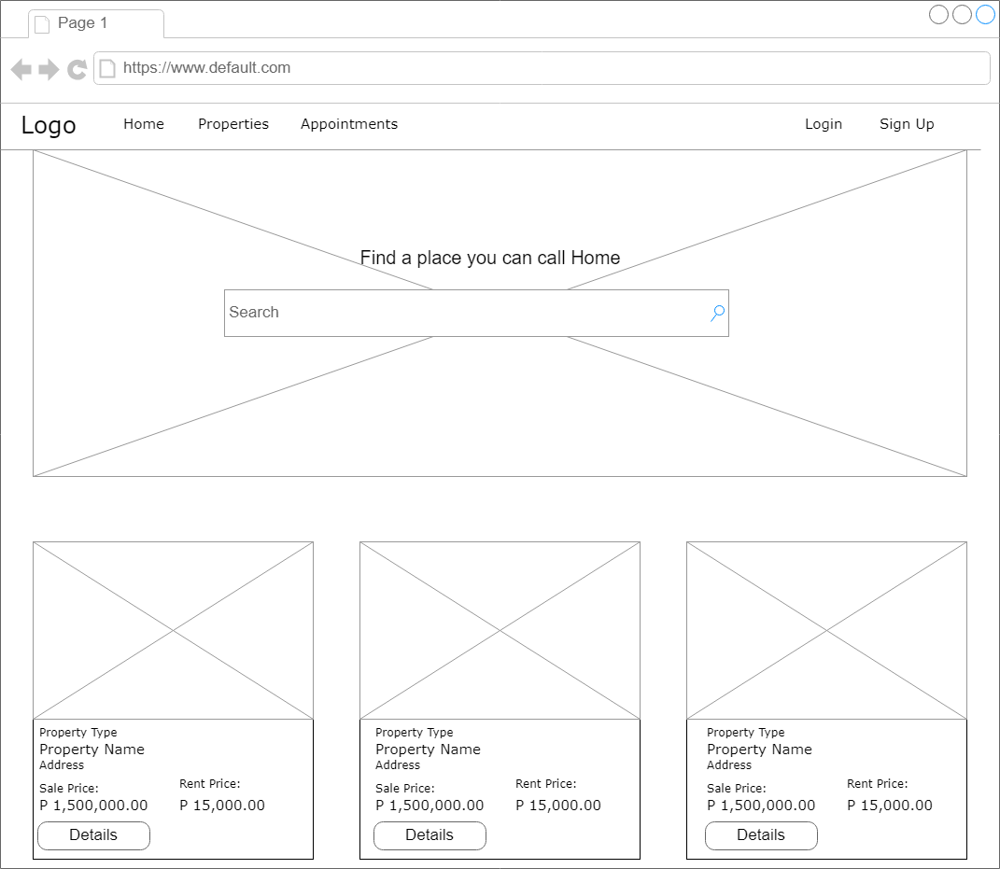 Page 1
https://www.default.com
Logo Home Properties Appointments Login Sign Up
Find a place you can call Home
Search
Property Type
Property Name
Address
Sale Price: Rent Price:
P 1,500,000.00 P 15,000.00
Details
Property Type
Property Name
Address
Sale Price: Rent Price:
P 1,500,000.00 P 15,000.00
Details
Property Type
Property Name
Address
Sale Price: Rent Price:
P 1,500,000.00 P 15,000.00
Details